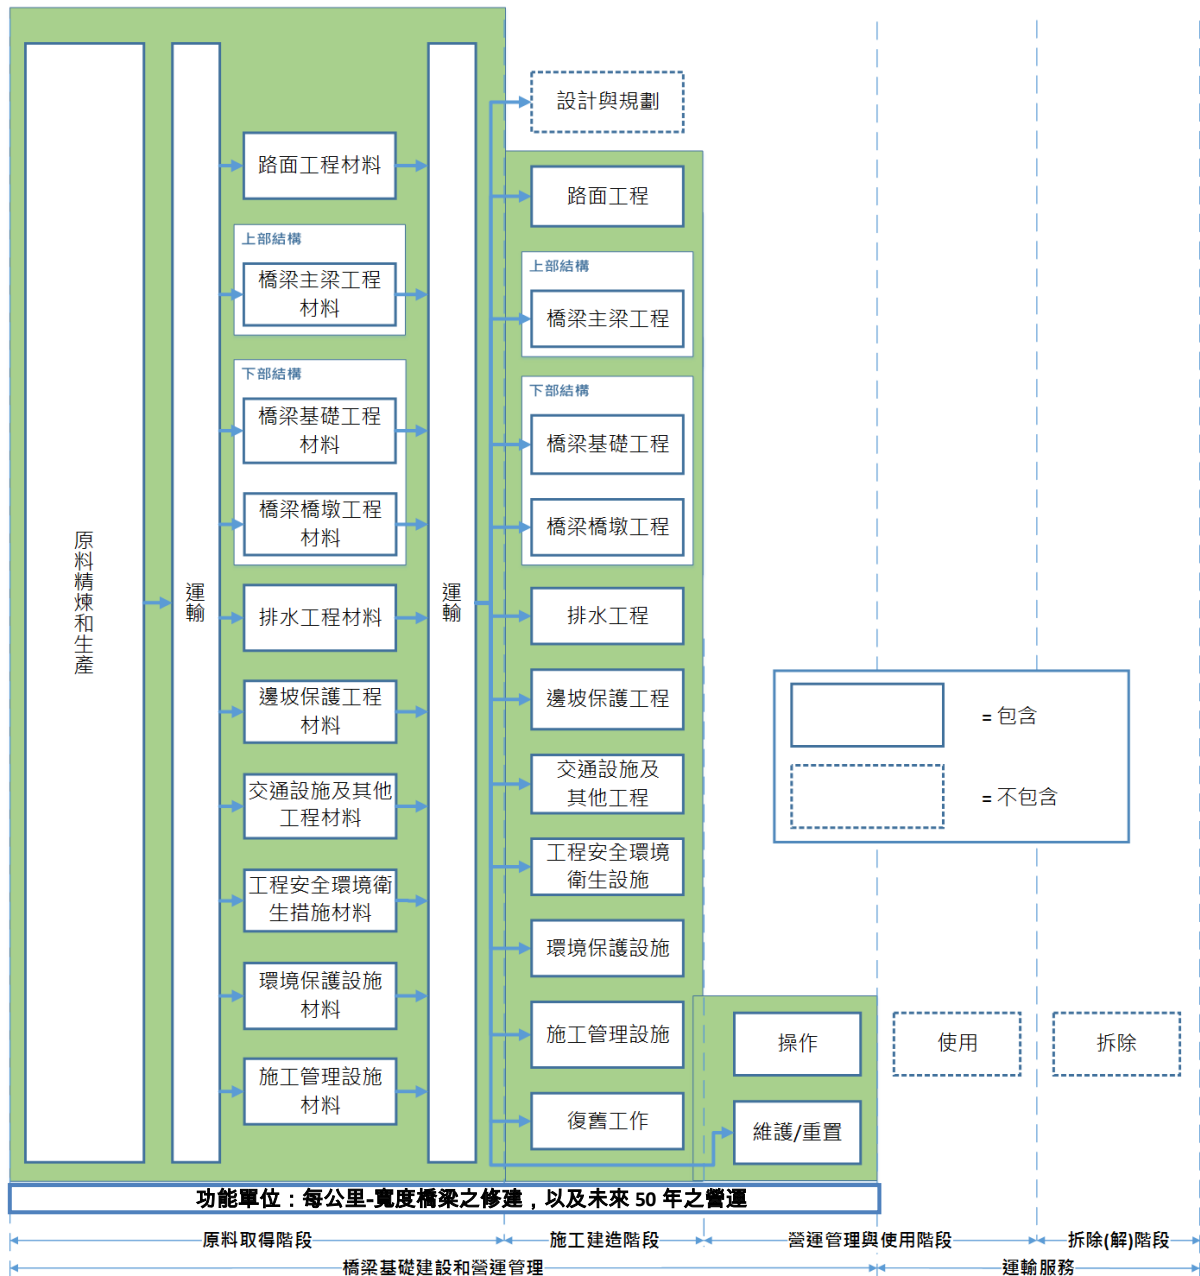 設計與規劃
路面工程材料
路面工程
上部結構
橋梁主梁工程
材料
上部結構
橋梁主梁工程
下部結構
橋梁基礎工程
材料
橋梁橋墩工程
材料
下部結構
橋梁基礎工程
橋梁橋墩工程
原料精煉和生產
運輸
運輸
排水工程材料
排水工程
邊坡保護工程
材料
邊坡保護工程
交通設施及其他
工程材料
交通設施及
其他工程
工程安全環境衛
生措施材料
工程安全環境
衛生設施
環境保護設施
材料
環境保護設施
施工管理設施
材料
施工管理設施
復舊工作
= 包含
= 不包含
操作
使用
拆除
維護/重置
功能單位：每公里-寬度橋梁之修建，以及未來 50 年之營運
原料取得階段
施工建造階段
營運管理與使用階段
拆除(解)階段
橋梁基礎建設和營運管理
運輸服務